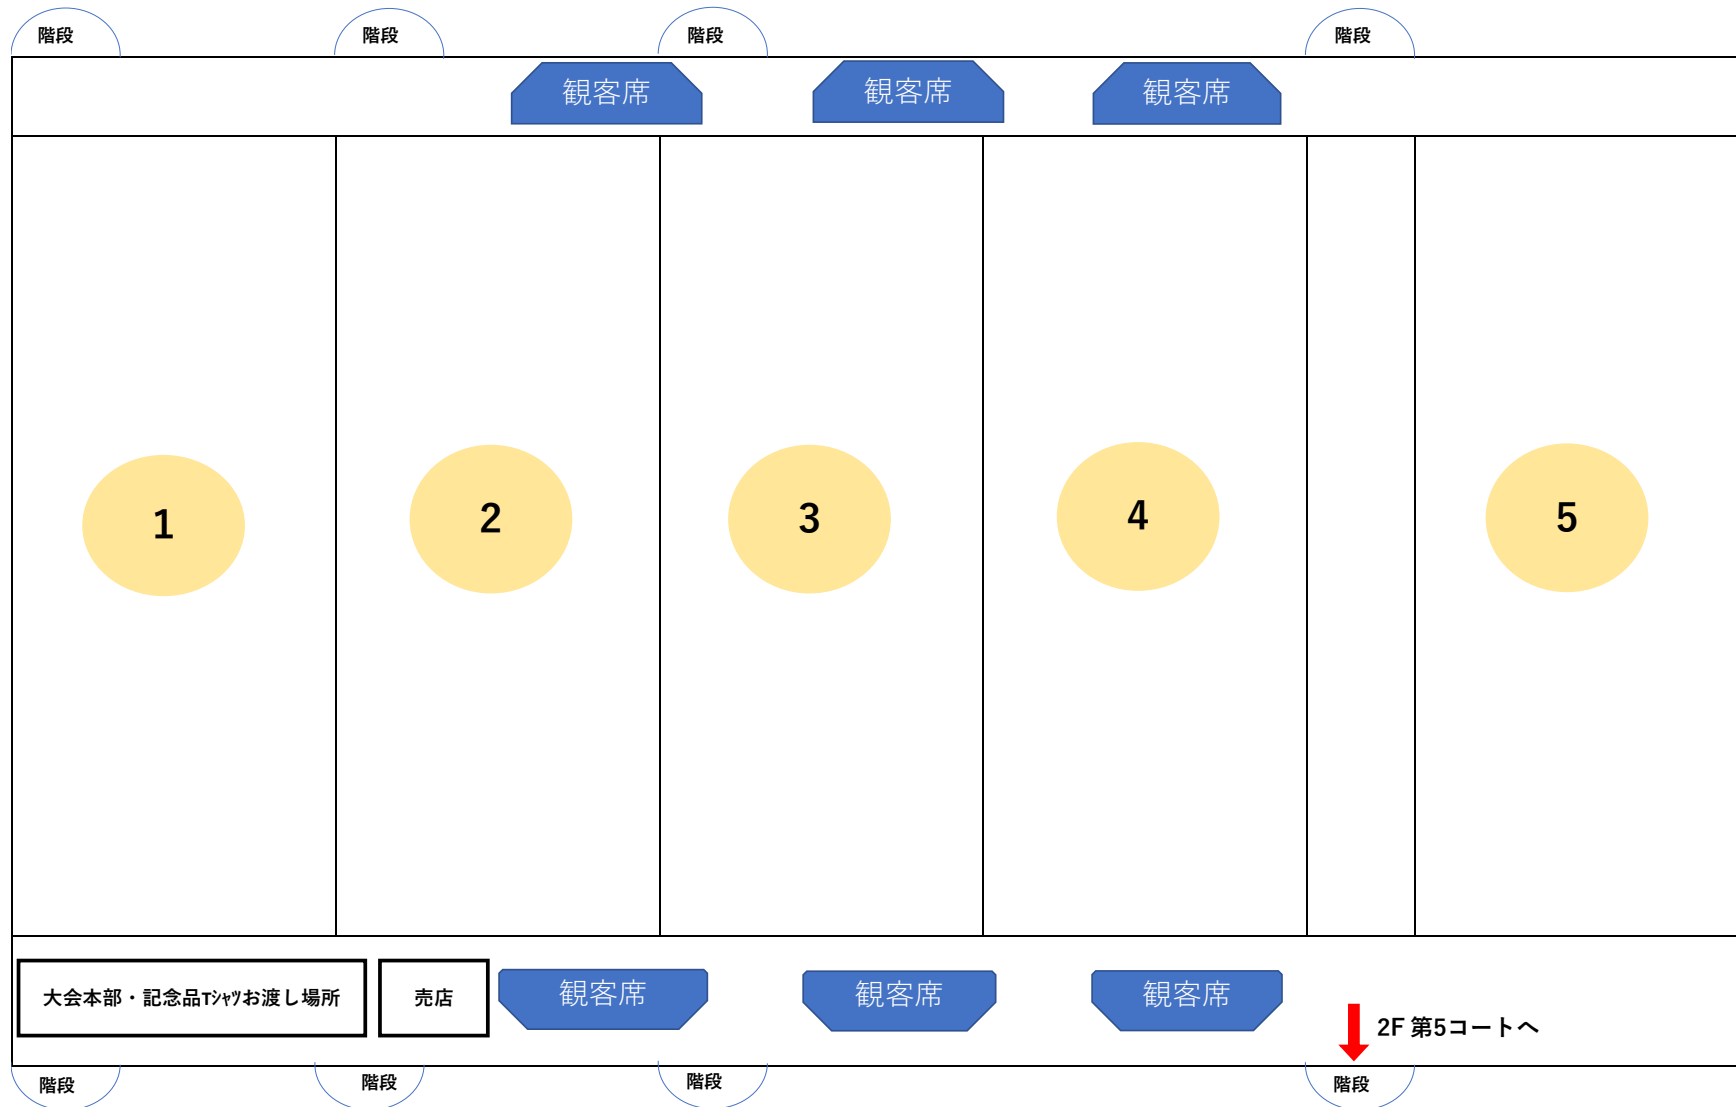 階段
階段
階段
階段
観客席
観客席
観客席
1
2
3
4
5
大会本部・記念品Tｼｬﾂお渡し場所
売店
観客席
観客席
観客席
2F 第5コートへ
階段
階段
階段
階段